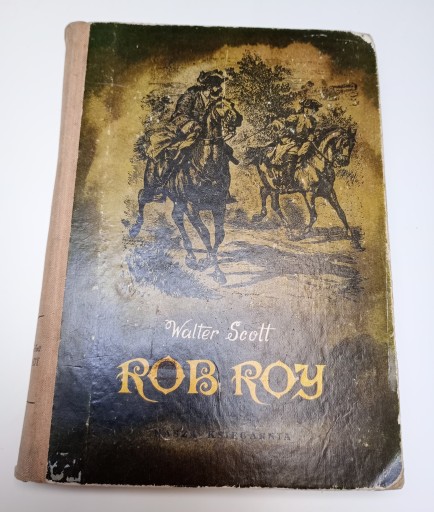 Walter Scott
ROB ROY
NASZA KSIĘGARNIA